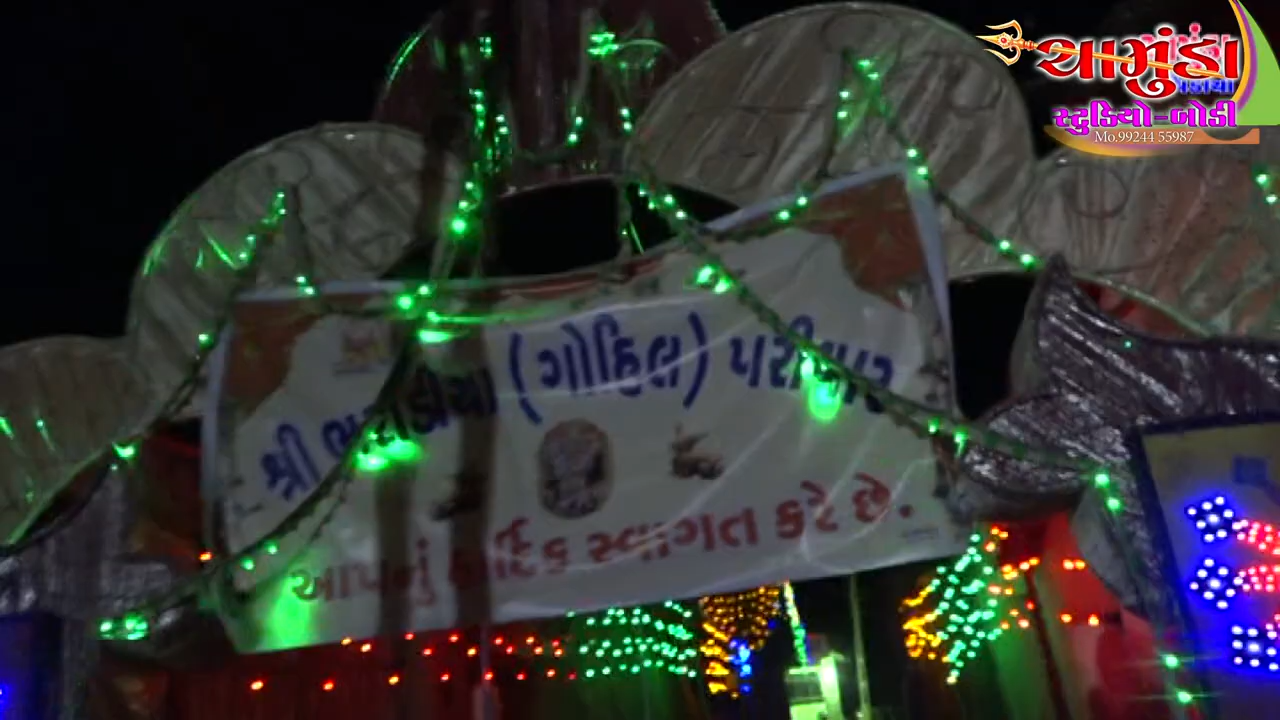 ચામુંડા
સ્ટુડિયો-બોડી
Mo.99244 55987
શ્રી (ગોહિલ) પરીવાર
આપનું હાર્દિક સ્વાગત કરે છે.